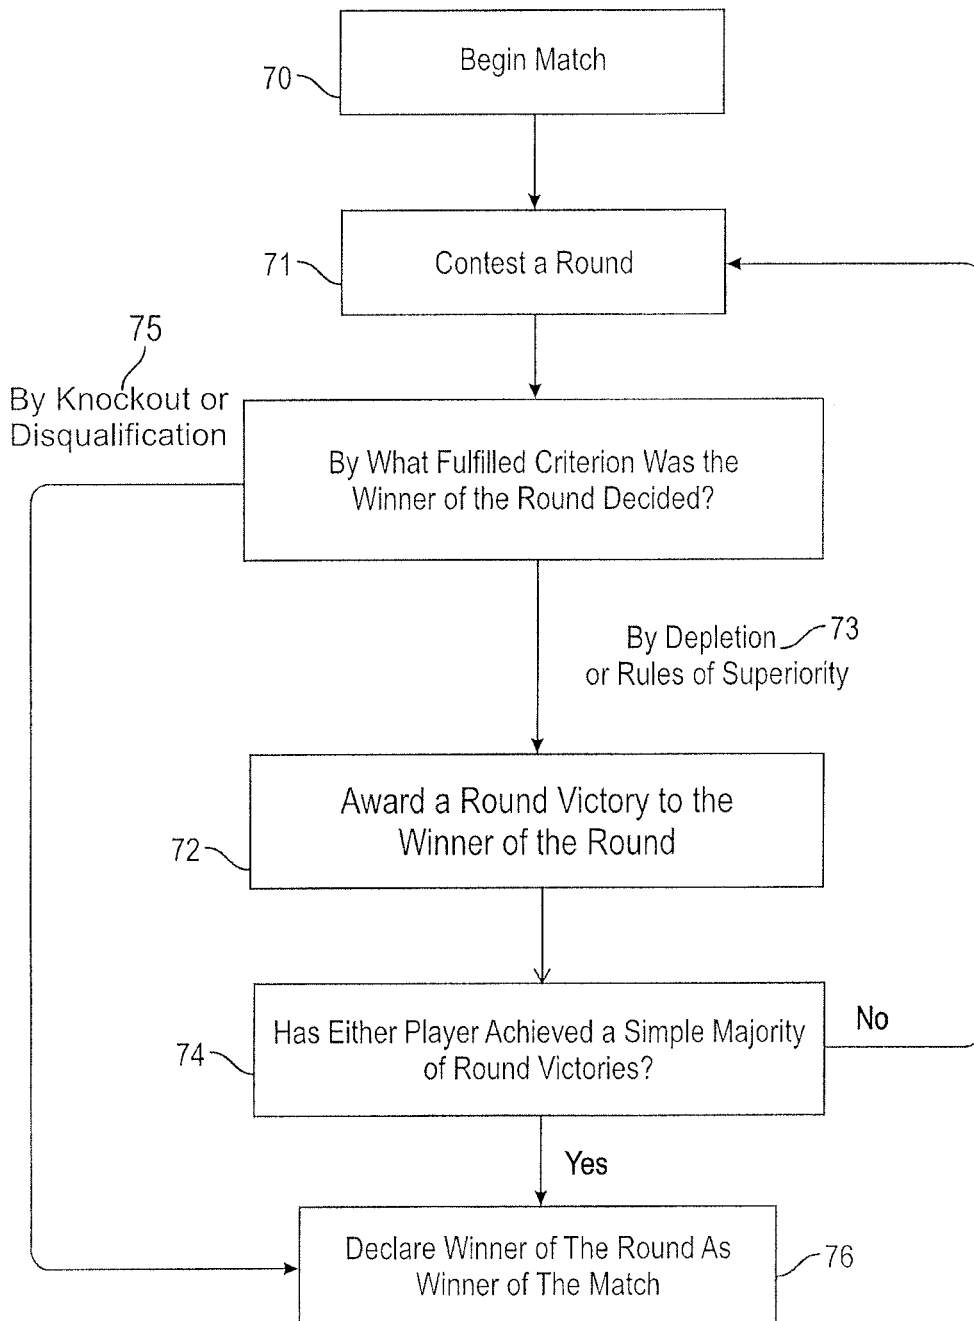 Begin Match
70
Contest a Round
71
75
By Knockout or
Disqualification
By What Fulfilled Criterion Was the
Winner of the Round Decided?
By Depletion 73
or Rules of Superiority
Award a Round Victory to the
Winner of the Round
72
Has Either Player Achieved a Simple Majority
of Round Victories?
No
74
Yes
Declare Winner of The Round As
Winner of The Match
76